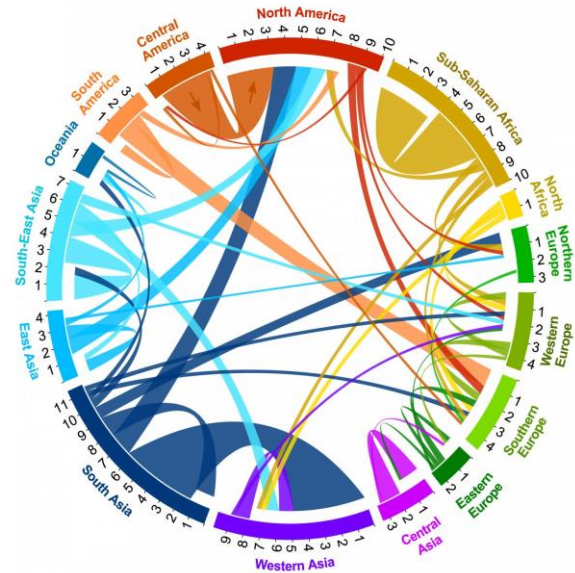 North America
1 2 3 4 5 6 7 8 9 10
Sub-Saharan Africa
1 2 3 4 5 6 7 8 9 10
North
Africa
1
Northern
Europe
1 2 3
Western
Europe
1 2 3 4
Southern
Europe
1 2 3 4
Eastern
Europe
1 2
Central
Asia
1 2 3
Western Asia
1 2 3 4 5 6 7 8 9
South Asia
1 2 3 4 5 6 7 8 9 10 11
East Asia
1 2 3 4
South-East Asia
1 2 3 4 5 6 7
Oceania
1
South
America
1 2 3
Central
America
1 2 3 4